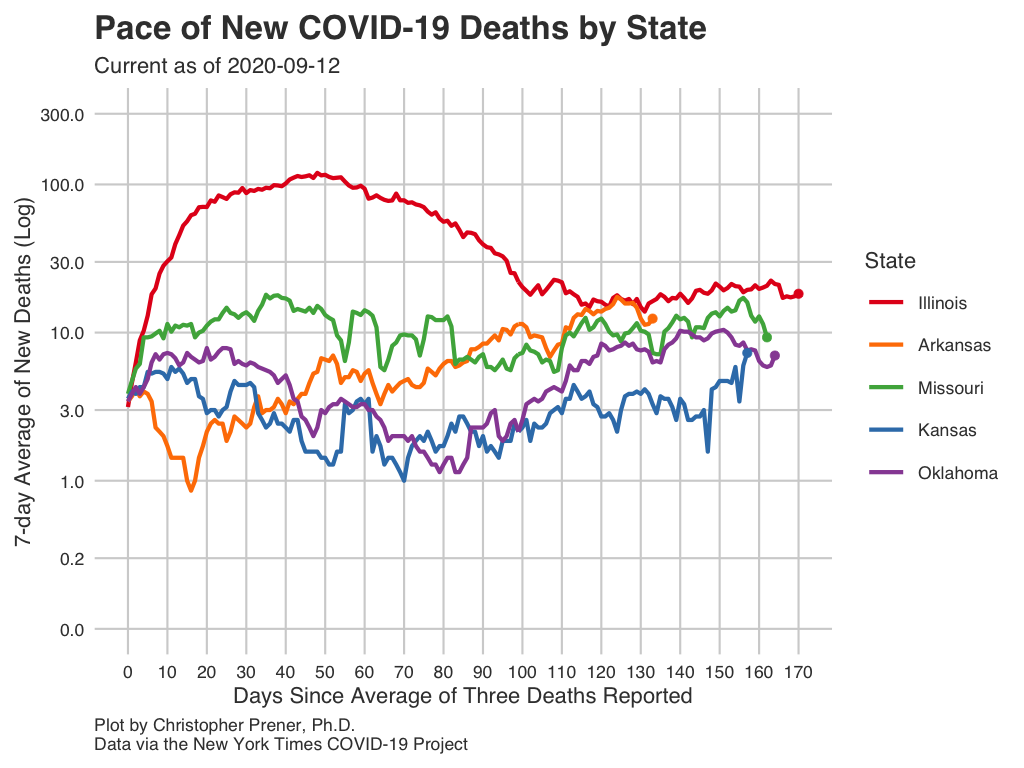 Pace of New COVID-19 Deaths by State
Current as of 2020-09-12
300.0
100.0
30.0
10.0
3.0
1.0
0.2
0.0
7-day Average of New Deaths (Log)
0 10 20 30 40 50 60 70 80 90 100 110 120 130 140 150 160 170
Days Since Average of Three Deaths Reported
State
Illinois
Arkansas
Missouri
Kansas
Oklahoma
Plot by Christopher Prener, Ph.D.
Data via the New York Times COVID-19 Project